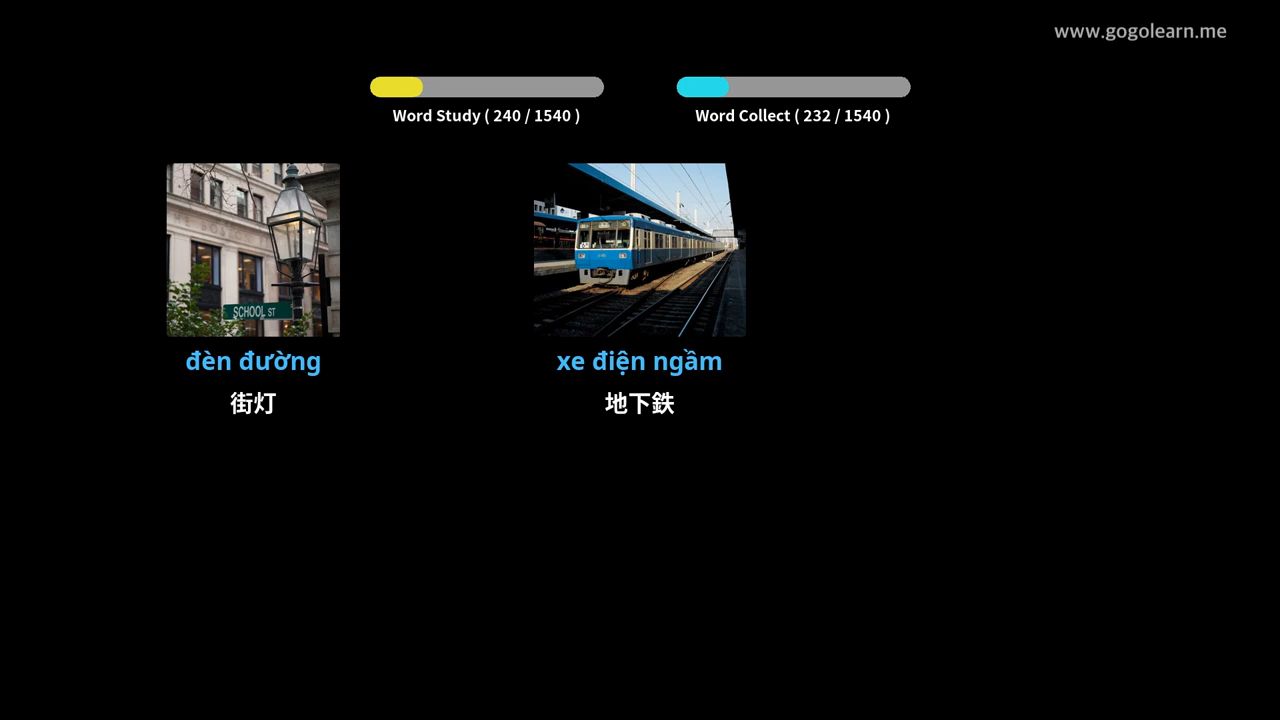 www.gogolearn.me
Word Study ( 240 / 1540 )
Word Collect ( 232 / 1540 )
SCHOOL ST
đèn đường
xe điện ngầm
街灯
地下鉄